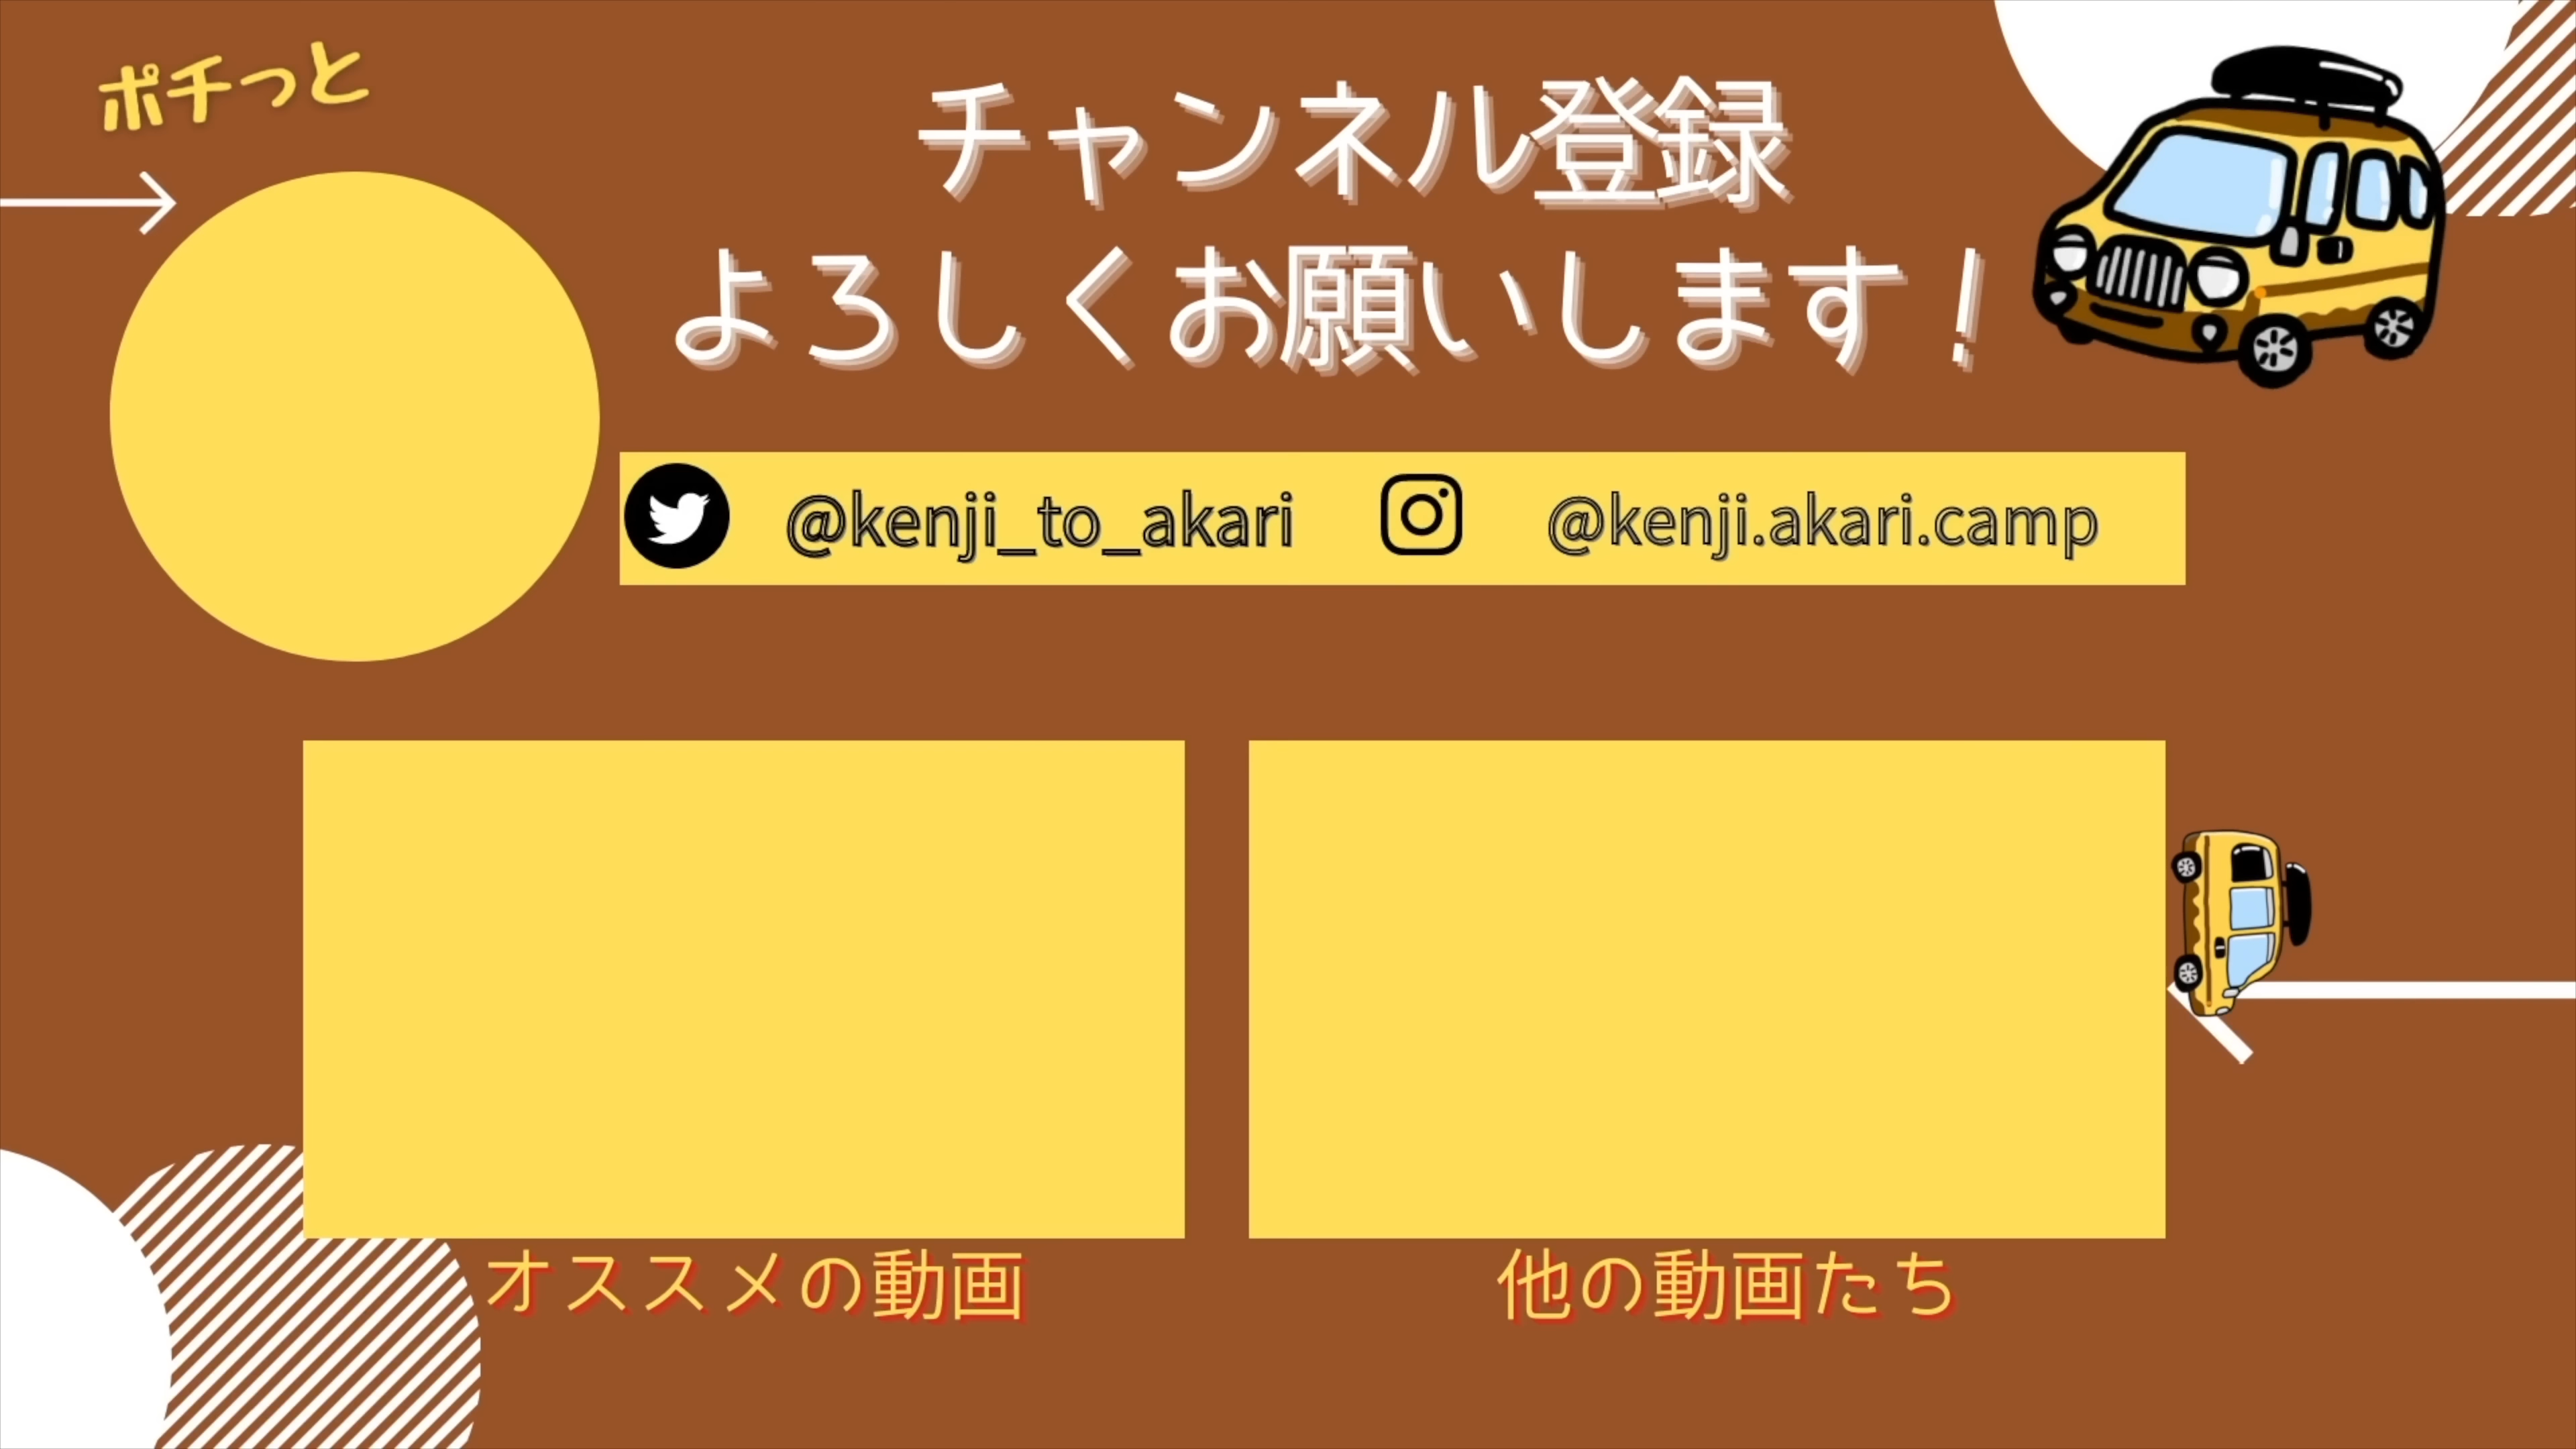 ポチっと
チャンネル登録
よろしくお願いします！
@kenji_to_akari @kenji.akari.camp
オススメの動画 他の動画たち